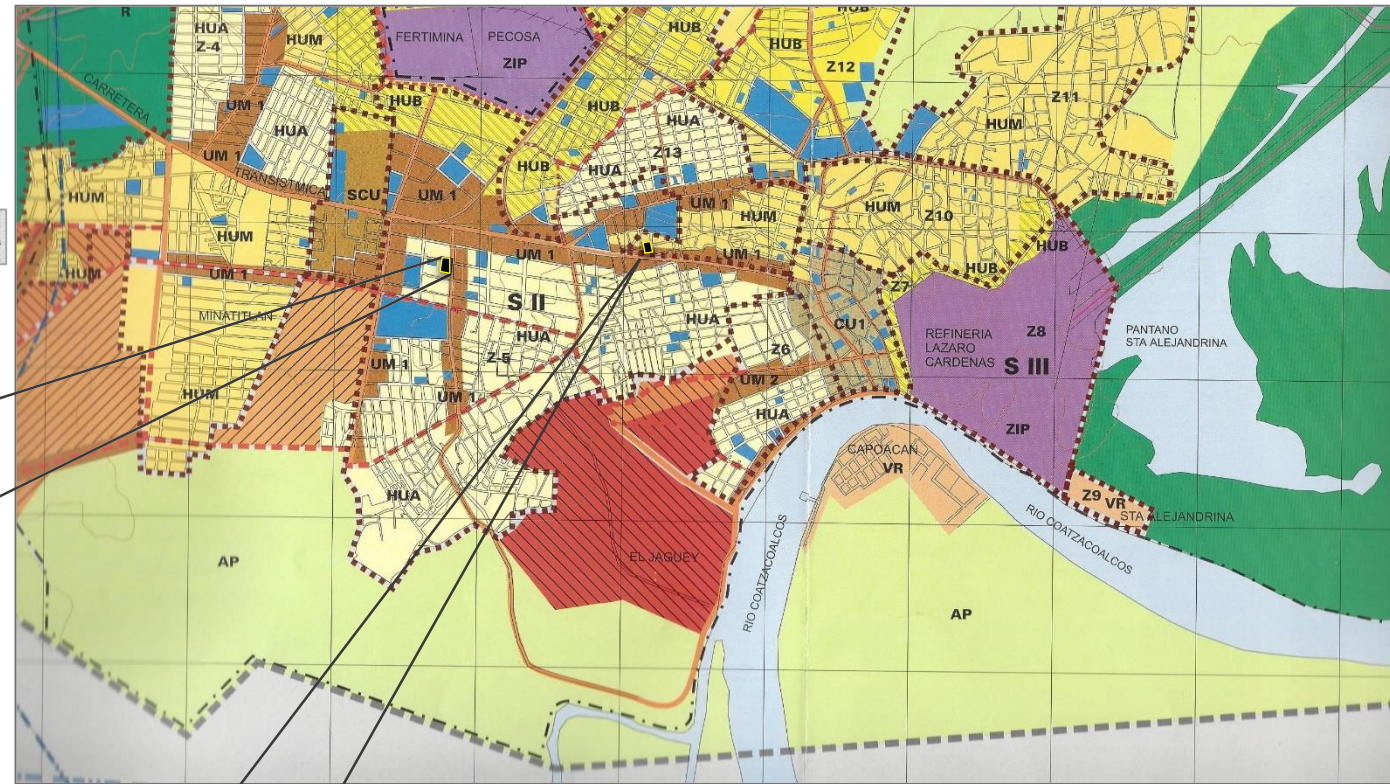 R
HUA
Z-4
HUM
FERTIMINA PECOSA
ZIP
HUB
HUB
HUB
Z12
CARRETERA
UM 1
HUA
HUB
HUB
HUA
Z13
HUA
Z11
HUM
UM 1
TRANSISTMICA
SCU
UM 1
HUB
HUM
HUM
UM 1
HUM
HUM
Z10
HUM
UM 1
UM 1
UM 1
HUB
HUB
Z7
MINATITLAN
S II
HUA
Z-5
HUA
Z6
CU1
REFINERIA
LAZARO
CARDENAS
Z8
S III
PANTANO
STA ALEJANDRINA
HUM
UM 1
UM 1
UM 2
HUA
ZIP
CAPOACAN
VR
HUA
Z9 VR
STA ALEJANDRINA
RIO COATZACOALCOS
RIO COATZACOALCOS
AP
EL JAGUEY
AP